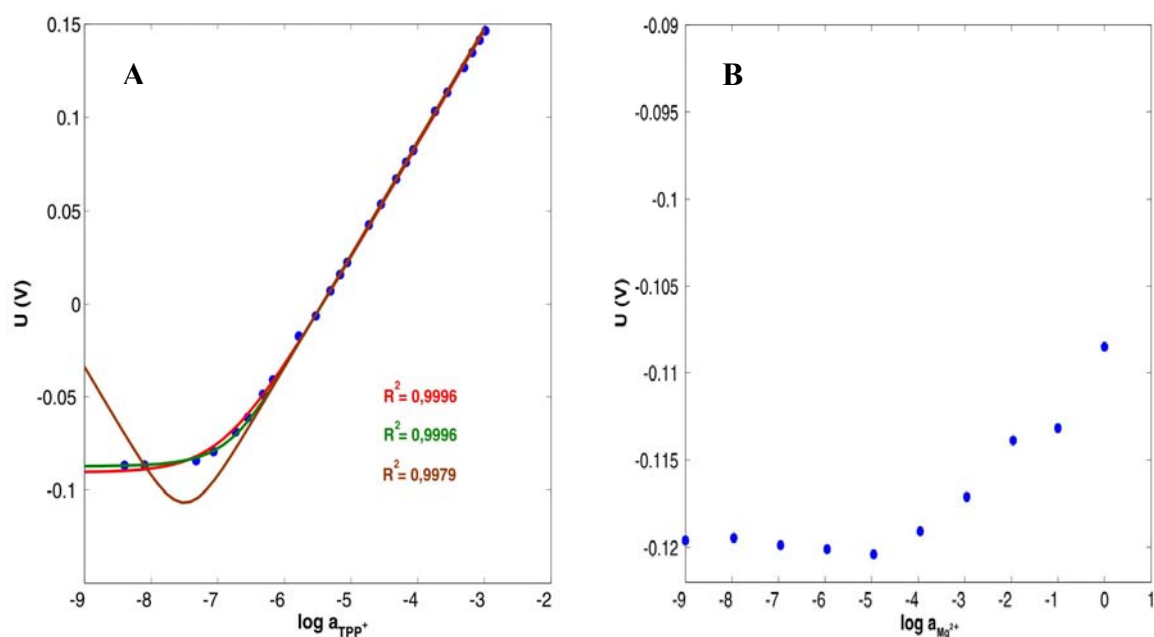 A
U (V)
0.15
0.1
0.05
0
-0.05
-0.1
R² = 0,9996
R² = 0,9996
R² = 0,9979
-9 -8 -7 -6 -5 -4 -3 -2
log a_TPP⁺
B
U (V)
-0.09
-0.095
-0.1
-0.105
-0.11
-0.115
-0.12
-9 -8 -7 -6 -5 -4 -3 -2 -1 0 1
log a_Mg²⁺